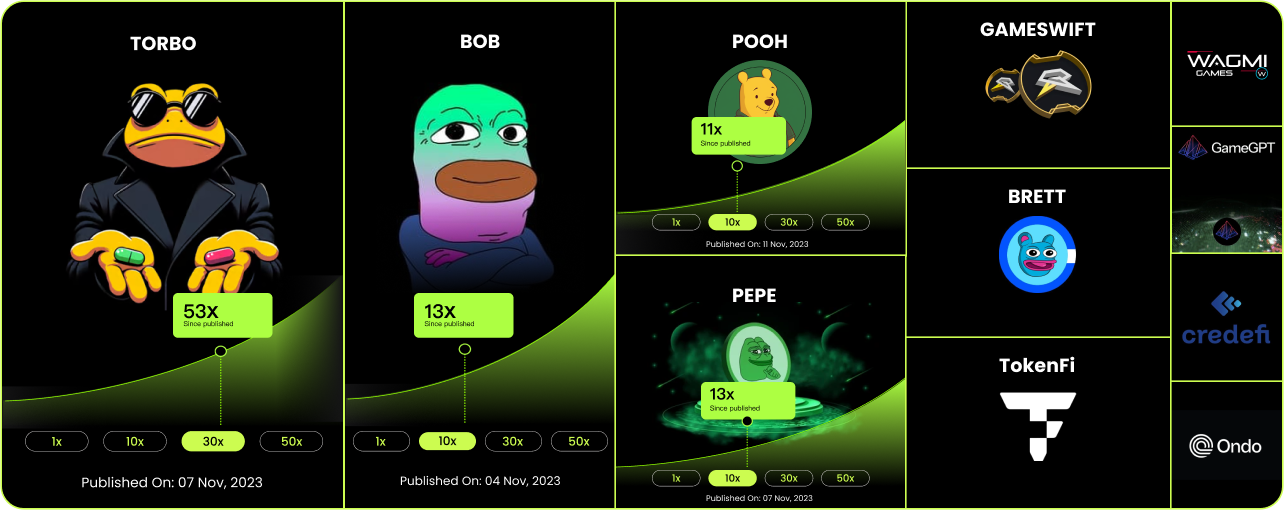 TORBO
53x
Since published
1x 10x 30x 50x
Published On: 07 Nov, 2023
BOB
13x
Since published
1x 10x 30x 50x
Published On: 04 Nov, 2023
POOH
11x
Since published
1x 10x 30x 50x
Published On: 11 Nov, 2023
PEPE
13x
Since published
1x 10x 30x 50x
Published On: 07 Nov, 2023
GAMESWIFT
BRETT
TokenFi
WAGMI
GAMES
GameGPT
credefi
Ondo